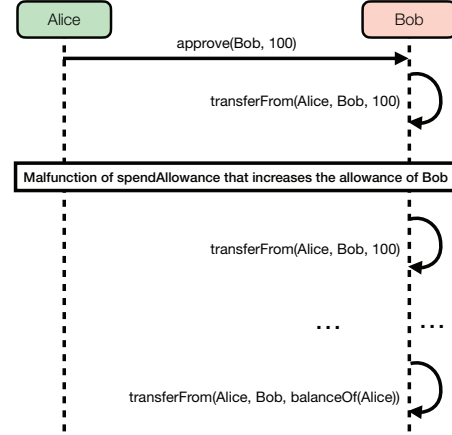 Alice
Bob
approve(Bob, 100)
transferFrom(Alice, Bob, 100)
Malfunction of spendAllowance that increases the allowance of Bob
transferFrom(Alice, Bob, 100)
... ...
transferFrom(Alice, Bob, balanceOf(Alice))